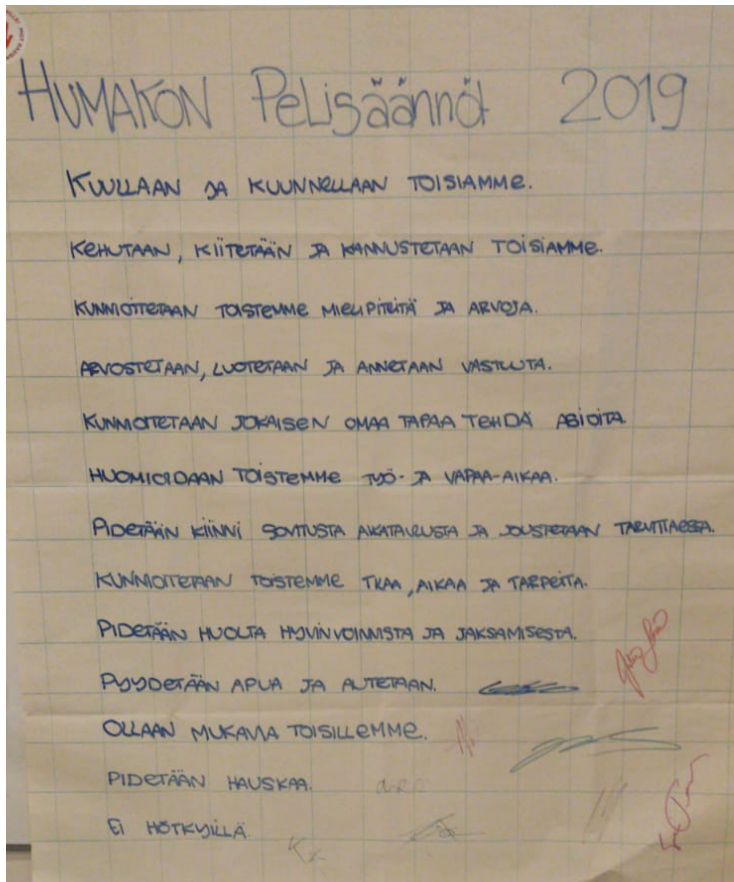 HUMAKON PELISÄÄNNÖT 2019
KUULLAAN JA KUUNNELLAAN TOISIAMME.
KEHUTAAN, KIITETÄÄN JA KANNUSTETAAN TOISIAMME.
KUNNIOITETAAN TOISTEMME MIELIPITEITÄ JA ARVOJA.
ARVOSTETAAN, LUOTETAAN JA ANNETAAN VASTUUTA.
KUNNIOITETAAN JOKAISEN OMAA TAPAA TEHDÄ ASIOITA.
HUOMIOIDAAN TOISTEMME TYÖ- JA VAPAA-AIKAA.
PIDETÄÄN KIINNI SOVITUSTA AIKATAULUSTA JA JOUSTETAAN TARVITTAESSA.
KUNNIOITETAAN TOISTEMME TILAA, AIKAA JA TARPEITA.
PIDETÄÄN HUOLTA HYVINVOINNISTA JA JAKSAMISESTA.
PYYDETÄÄN APUA JA AUTETAAN.
OLLAAN MUKAVIA TOISILLEMME.
PIDETÄÄN HAUSKAA.
EI HÖTKYILLÄ